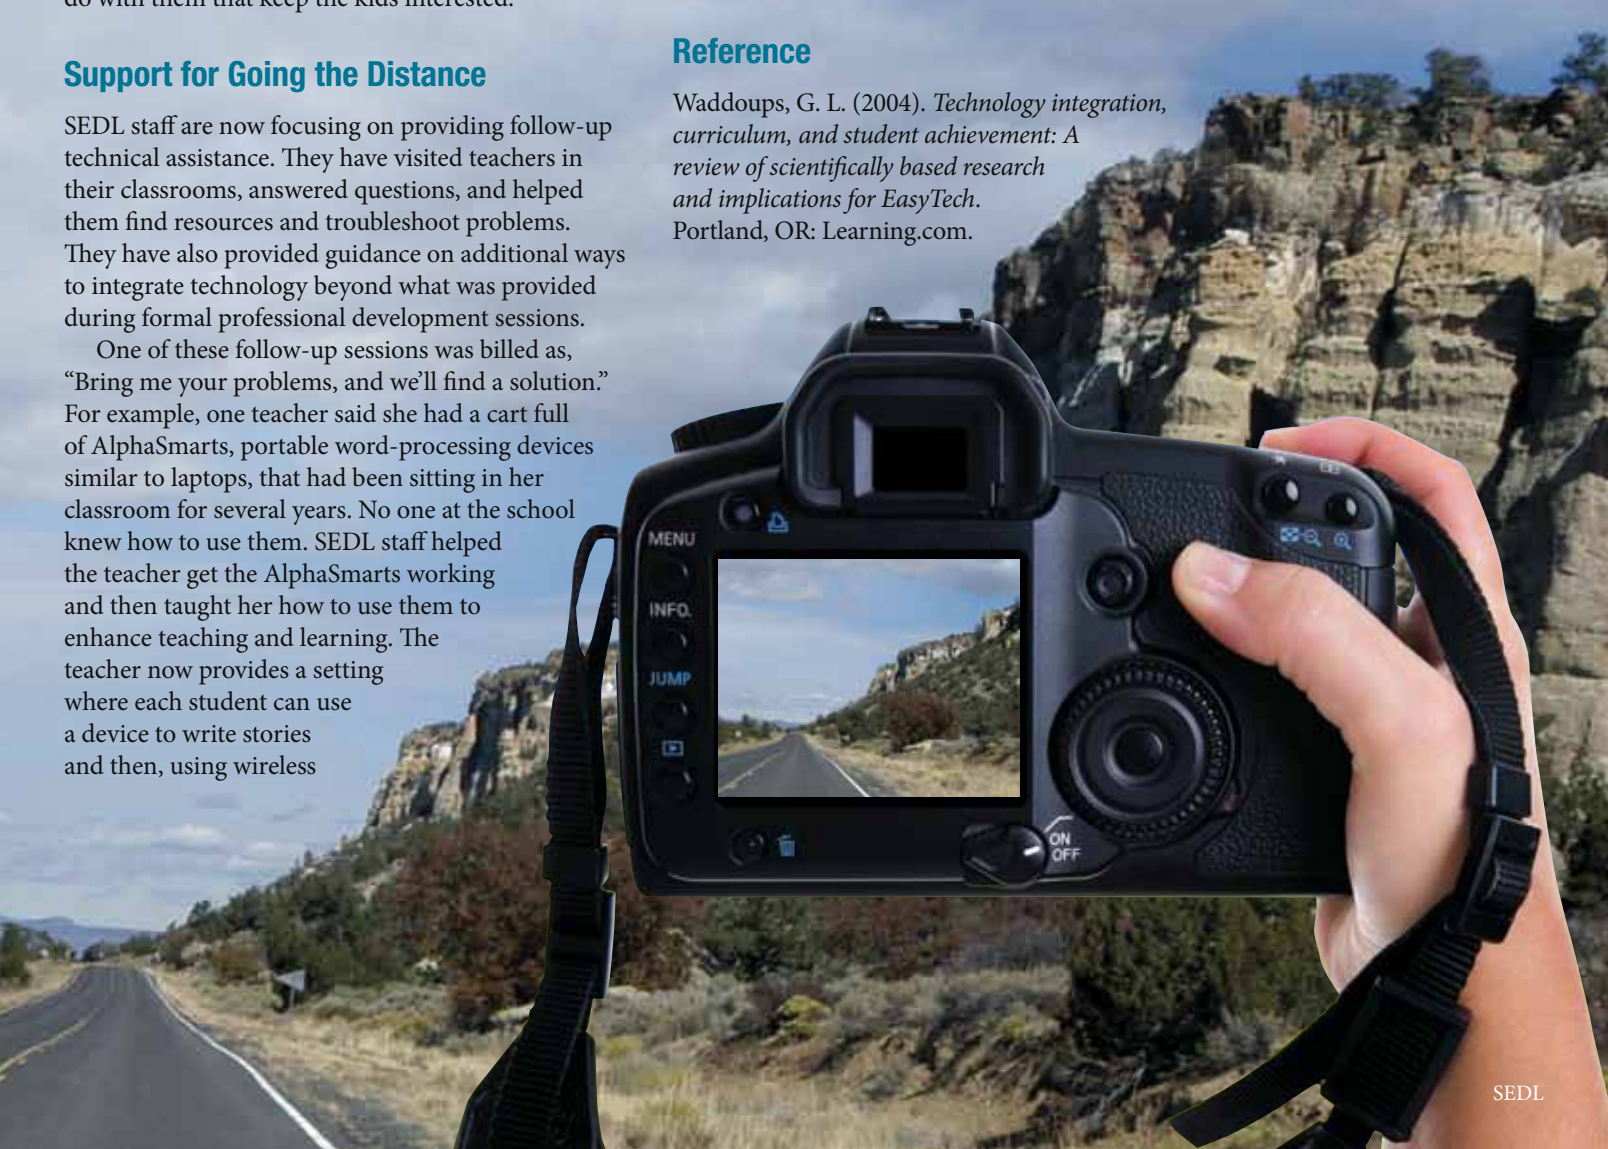 do with them that keep the kids interested.
Support for Going the Distance
SEDL staff are now focusing on providing follow-up
technical assistance. They have visited teachers in
their classrooms, answered questions, and helped
them find resources and troubleshoot problems.
They have also provided guidance on additional ways
to integrate technology beyond what was provided
during formal professional development sessions.
One of these follow-up sessions was billed as,
“Bring me your problems, and we’ll find a solution.”
For example, one teacher said she had a cart full
of AlphaSmarts, portable word-processing devices
similar to laptops, that had been sitting in her
classroom for several years. No one at the school
knew how to use them. SEDL staff helped
the teacher get the AlphaSmarts working
and then taught her how to use them to
enhance teaching and learning. The
teacher now provides a setting
where each student can use
a device to write stories
and then, using wireless
Reference
Waddoups, G. L. (2004). Technology integration,
curriculum, and student achievement: A
review of scientifically based research
and implications for EasyTech.
Portland, OR: Learning.com.
MENU
INFO.
JUMP
ON
OFF
SEDL